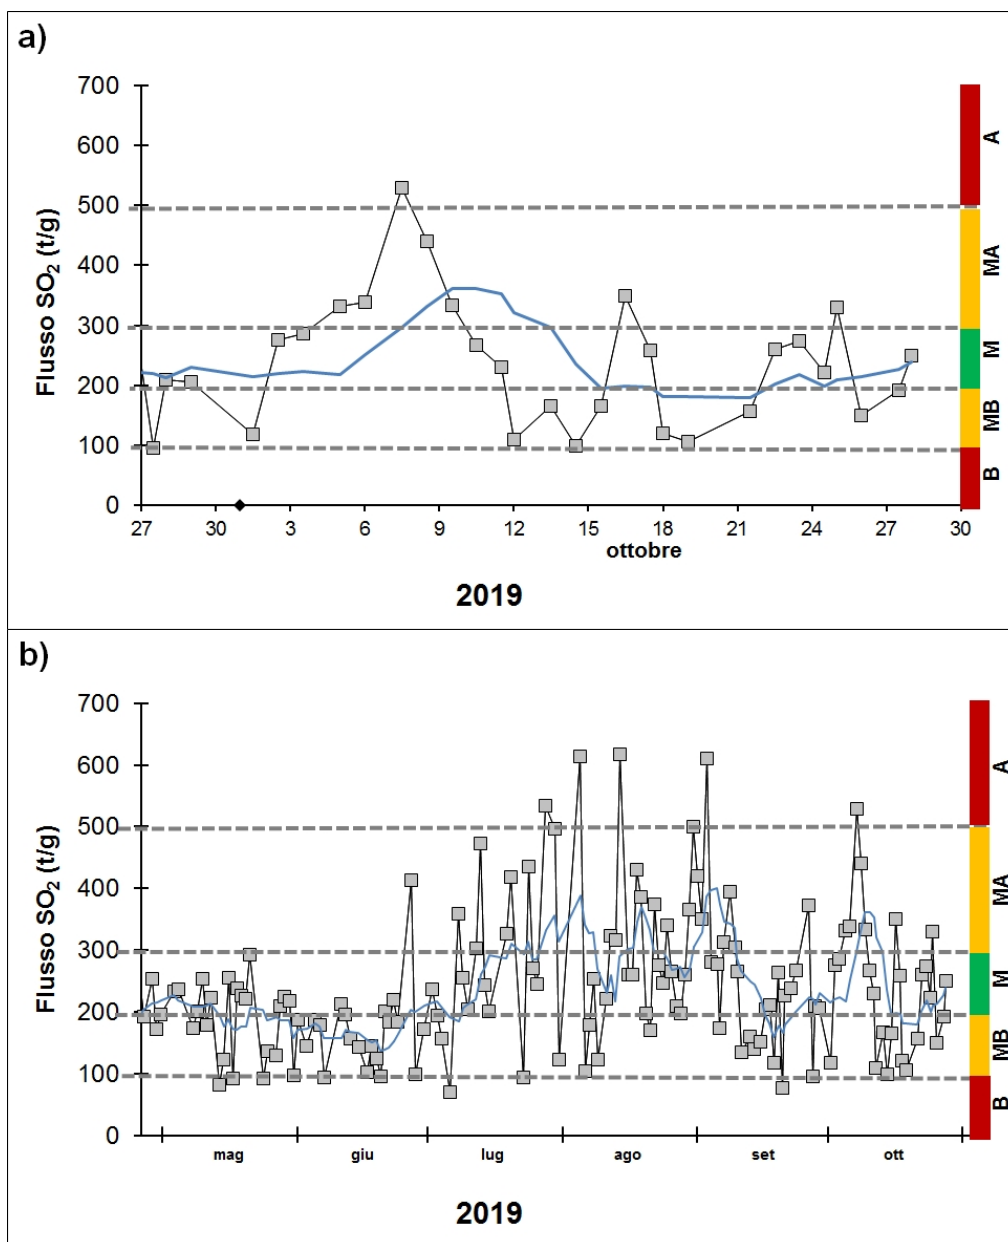 a)
700
600
500
400
300
200
100
0
Flusso SO₂ (t/g)
A
MA
M
MB
B
27 30 3 6 9 12 15 18 21 24 27 30
ottobre
2019
b)
700
600
500
400
300
200
100
0
Flusso SO₂ (t/g)
A
MA
M
MB
B
mag giu lug ago set ott
2019